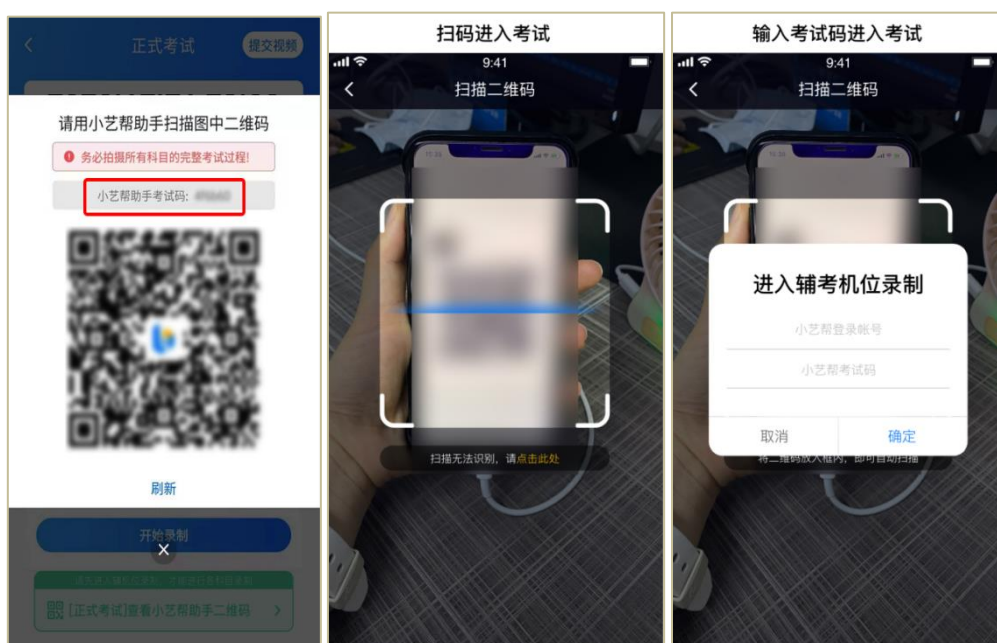 正式考试
提交视频
请用小艺帮助手扫描图中二维码
务必拍摄所有科目的完整考试过程!
小艺帮助手考试码:
刷新
开始录制
[正式考试]查看小艺帮助手二维码
扫码进入考试
9:41
扫描二维码
扫描无法识别，请点击此处
输入考试码进入考试
9:41
扫描二维码
进入辅考机位录制
小艺帮登录帐号
小艺帮考试码
取消
确定
将二维码放入框内，即可自动扫描